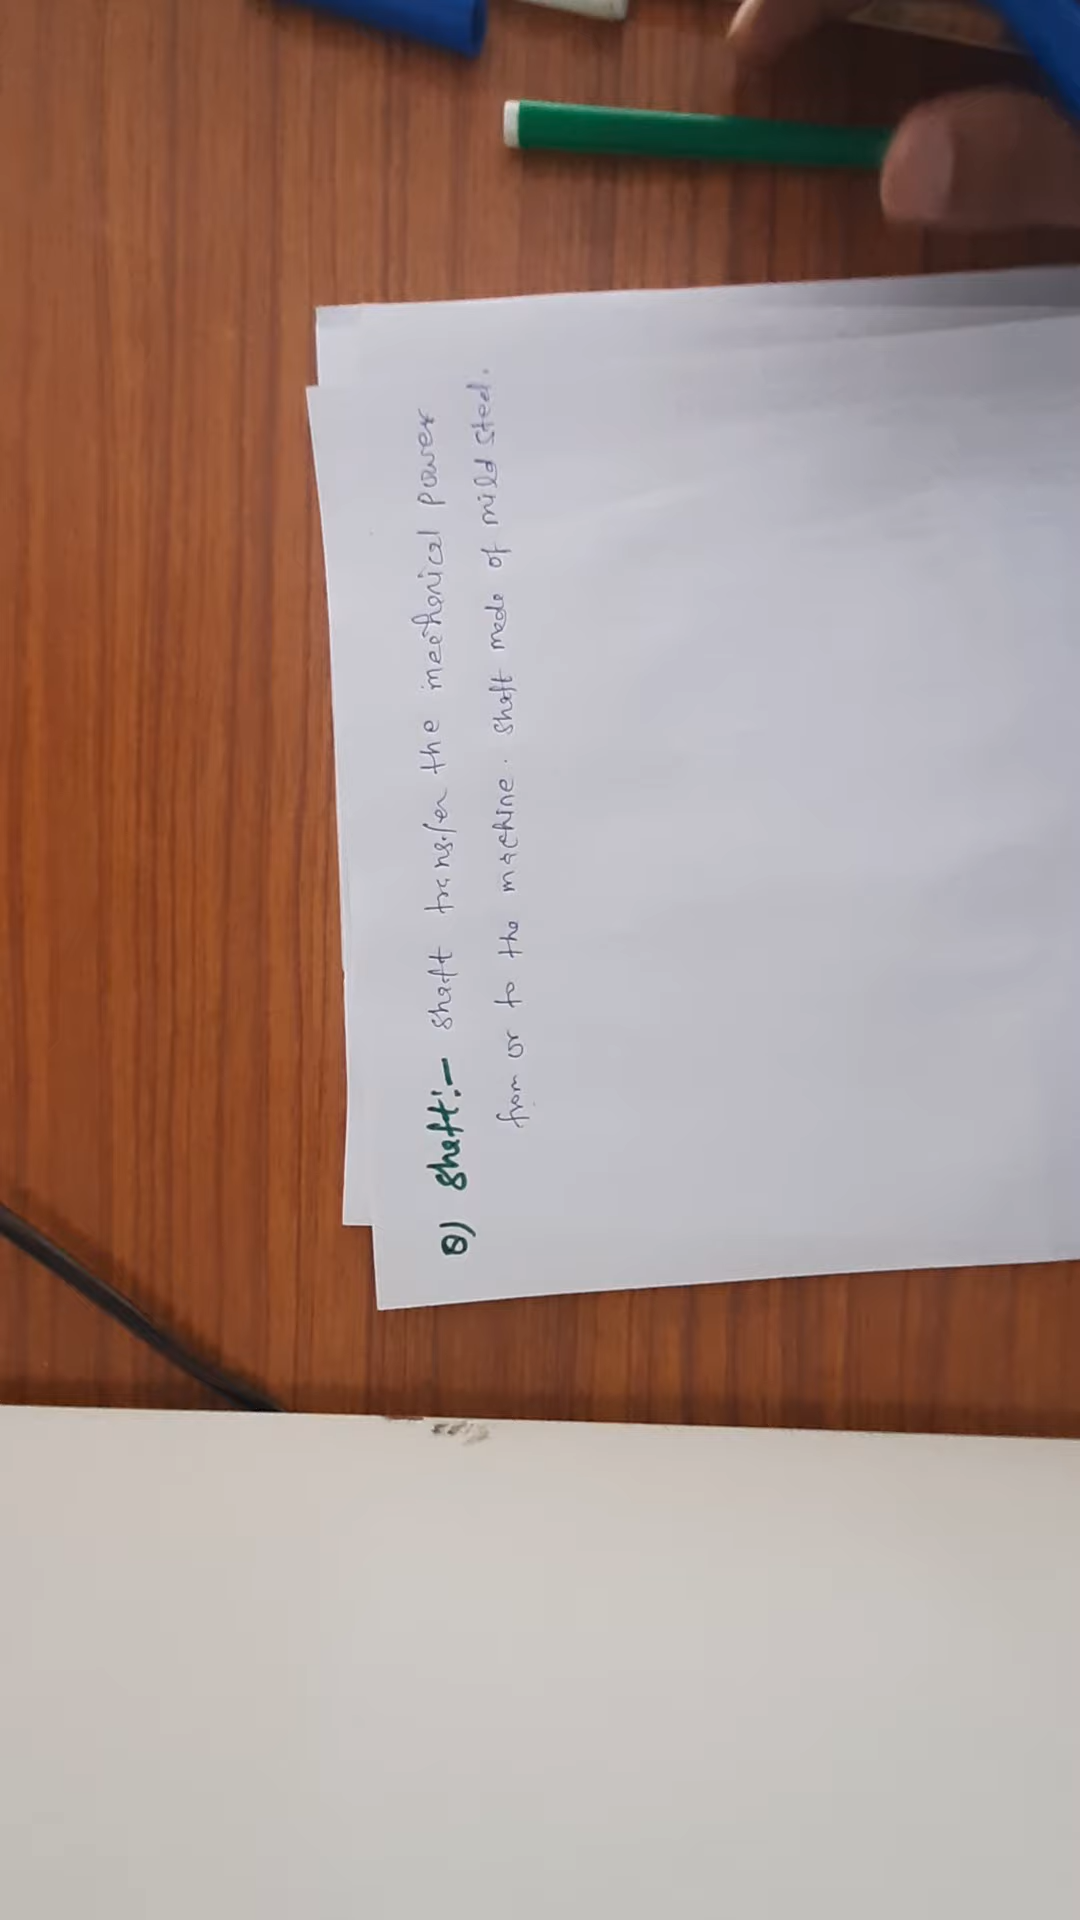 8) Shaft:- shaft transfer the mechanical power
from or to the machine. shaft made of mild steel.